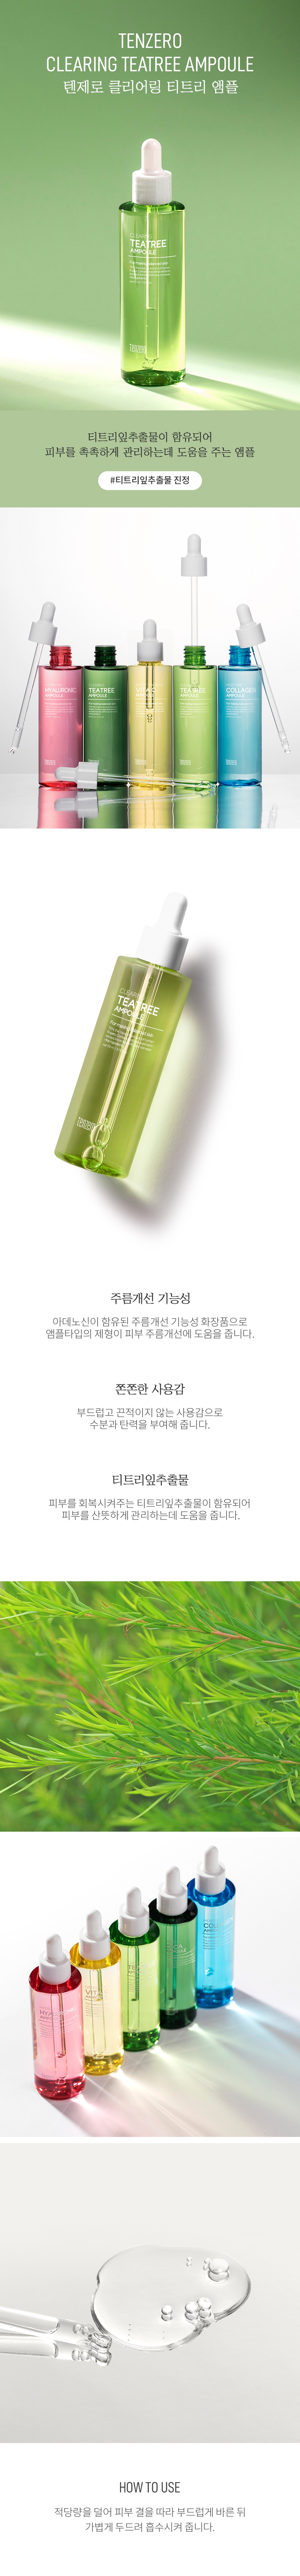 TENZERO
CLEARING TEATREE AMPOULE
텐제로 클리어링 티트리 앰플
CLEARING
TEATREE
AMPOULE
TENZERO
티트리잎추출물이 함유되어
피부를 촉촉하게 관리하는데 도움을 주는 앰플
#티트리잎추출물 진정
HYALURONIC
AMPOULE
TEATREE
AMPOULE
VITA C
AMPOULE
AMPOULE
COLLAGEN
AMPOULE
CLEARING
TEATREE
AMPOULE
TENZERO
주름개선 기능성
아데노신이 함유된 주름개선 기능성 화장품으로
앰플타입의 제형이 피부 주름개선에 도움을 줍니다.
쫀쫀한 사용감
부드럽고 끈적이지 않는 사용감으로
수분과 탄력을 부여해 줍니다.
티트리잎추출물
피부를 회복시켜주는 티트리잎추출물이 함유되어
피부를 산뜻하게 관리하는데 도움을 줍니다.
HOW TO USE
적당량을 덜어 피부 결을 따라 부드럽게 바른 뒤
가볍게 두드려 흡수시켜 줍니다.